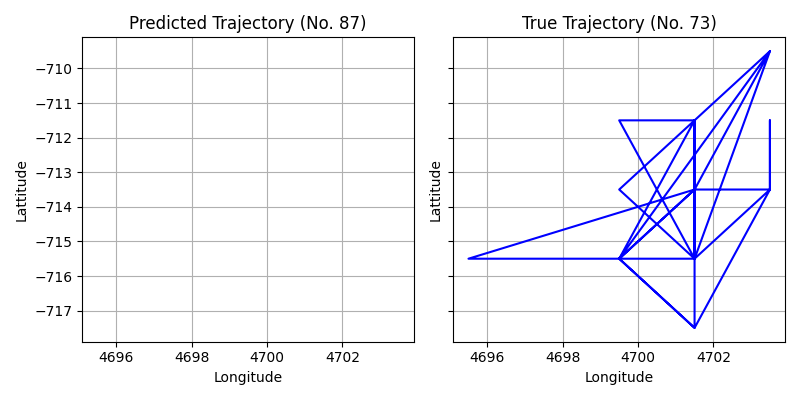 Predicted Trajectory (No. 87)
Lattitude
−710
−711
−712
−713
−714
−715
−716
−717
4696 4698 4700 4702
Longitude
True Trajectory (No. 73)
Lattitude
4696 4698 4700 4702
Longitude